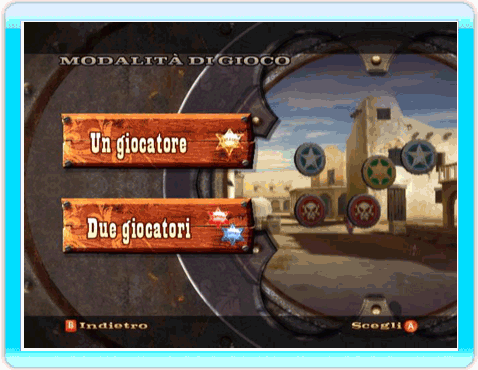 MODALITÀ DI GIOCO
Un giocatore
Due giocatori
B Indietro
Scegli A